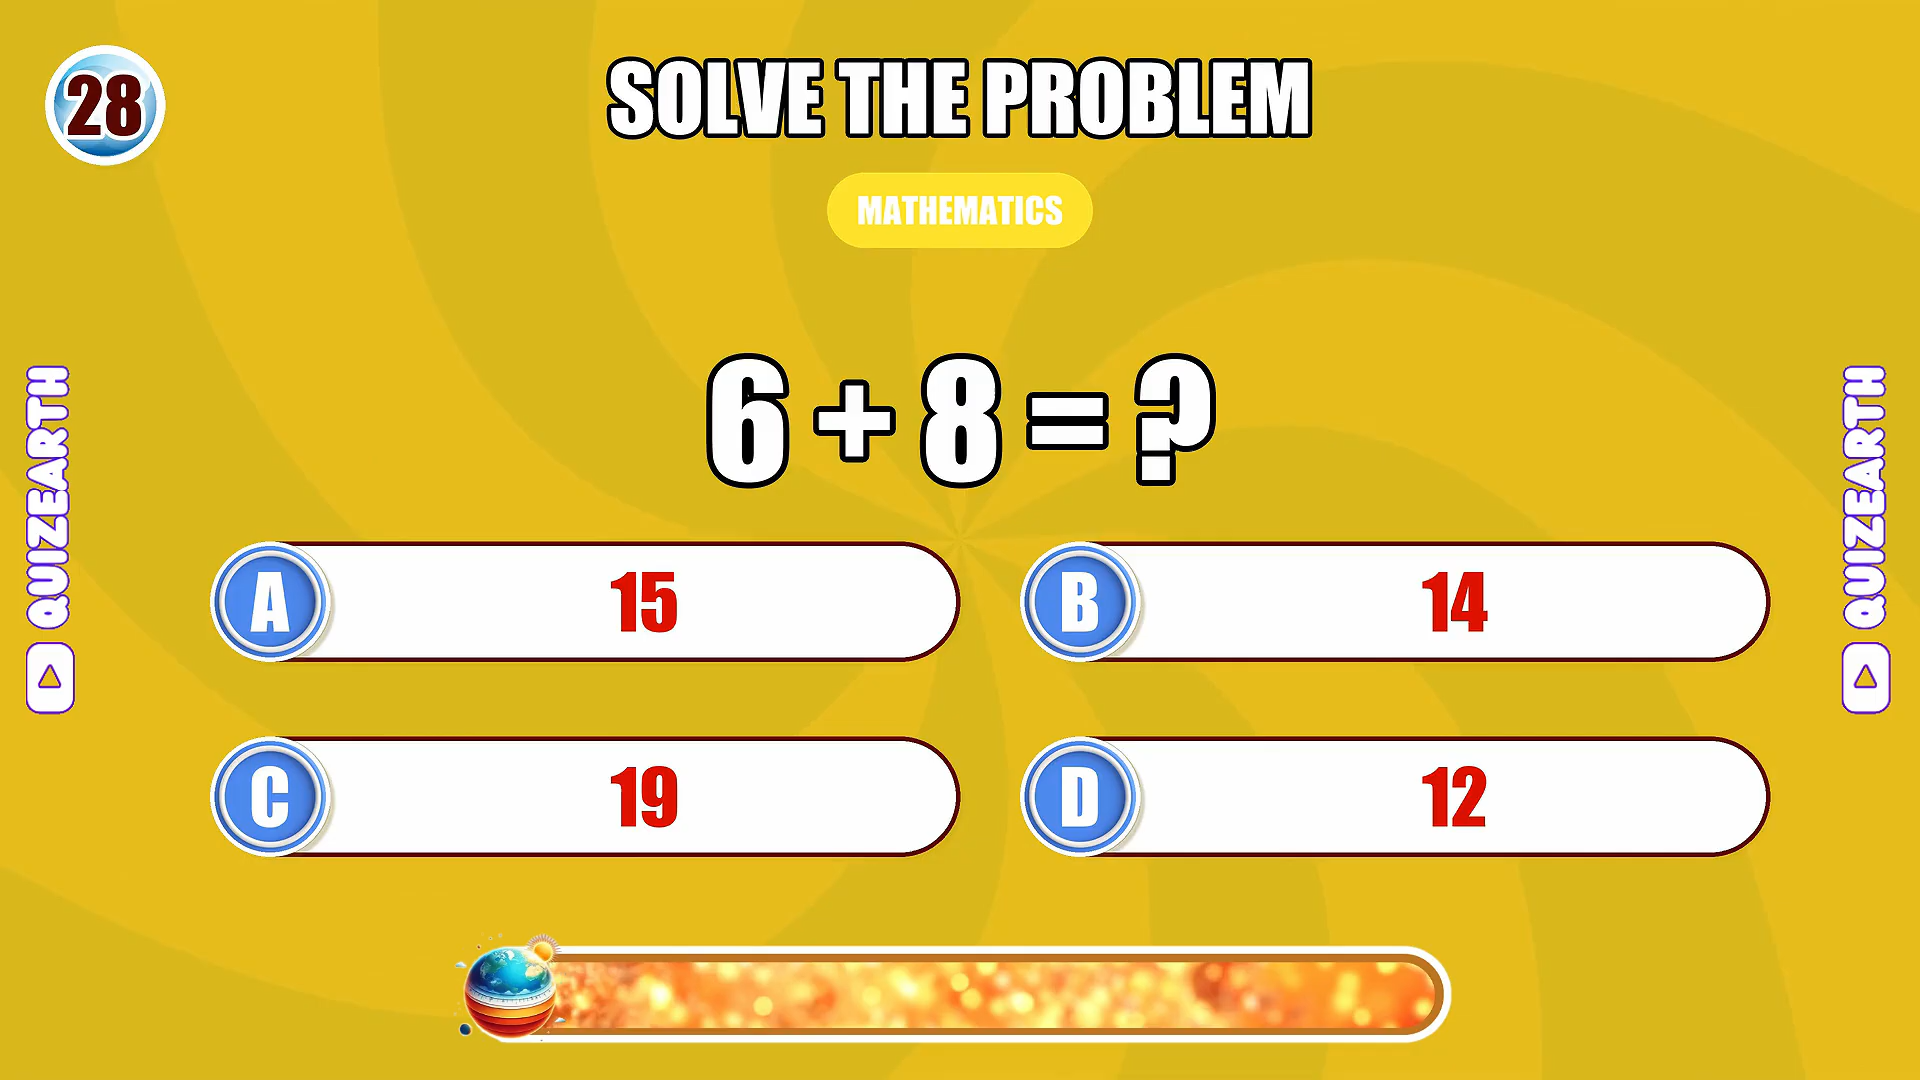 28
SOLVE THE PROBLEM
MATHEMATICS
6 + 8 = ?
A 15
B 14
C 19
D 12
QUIZEARTH
QUIZEARTH